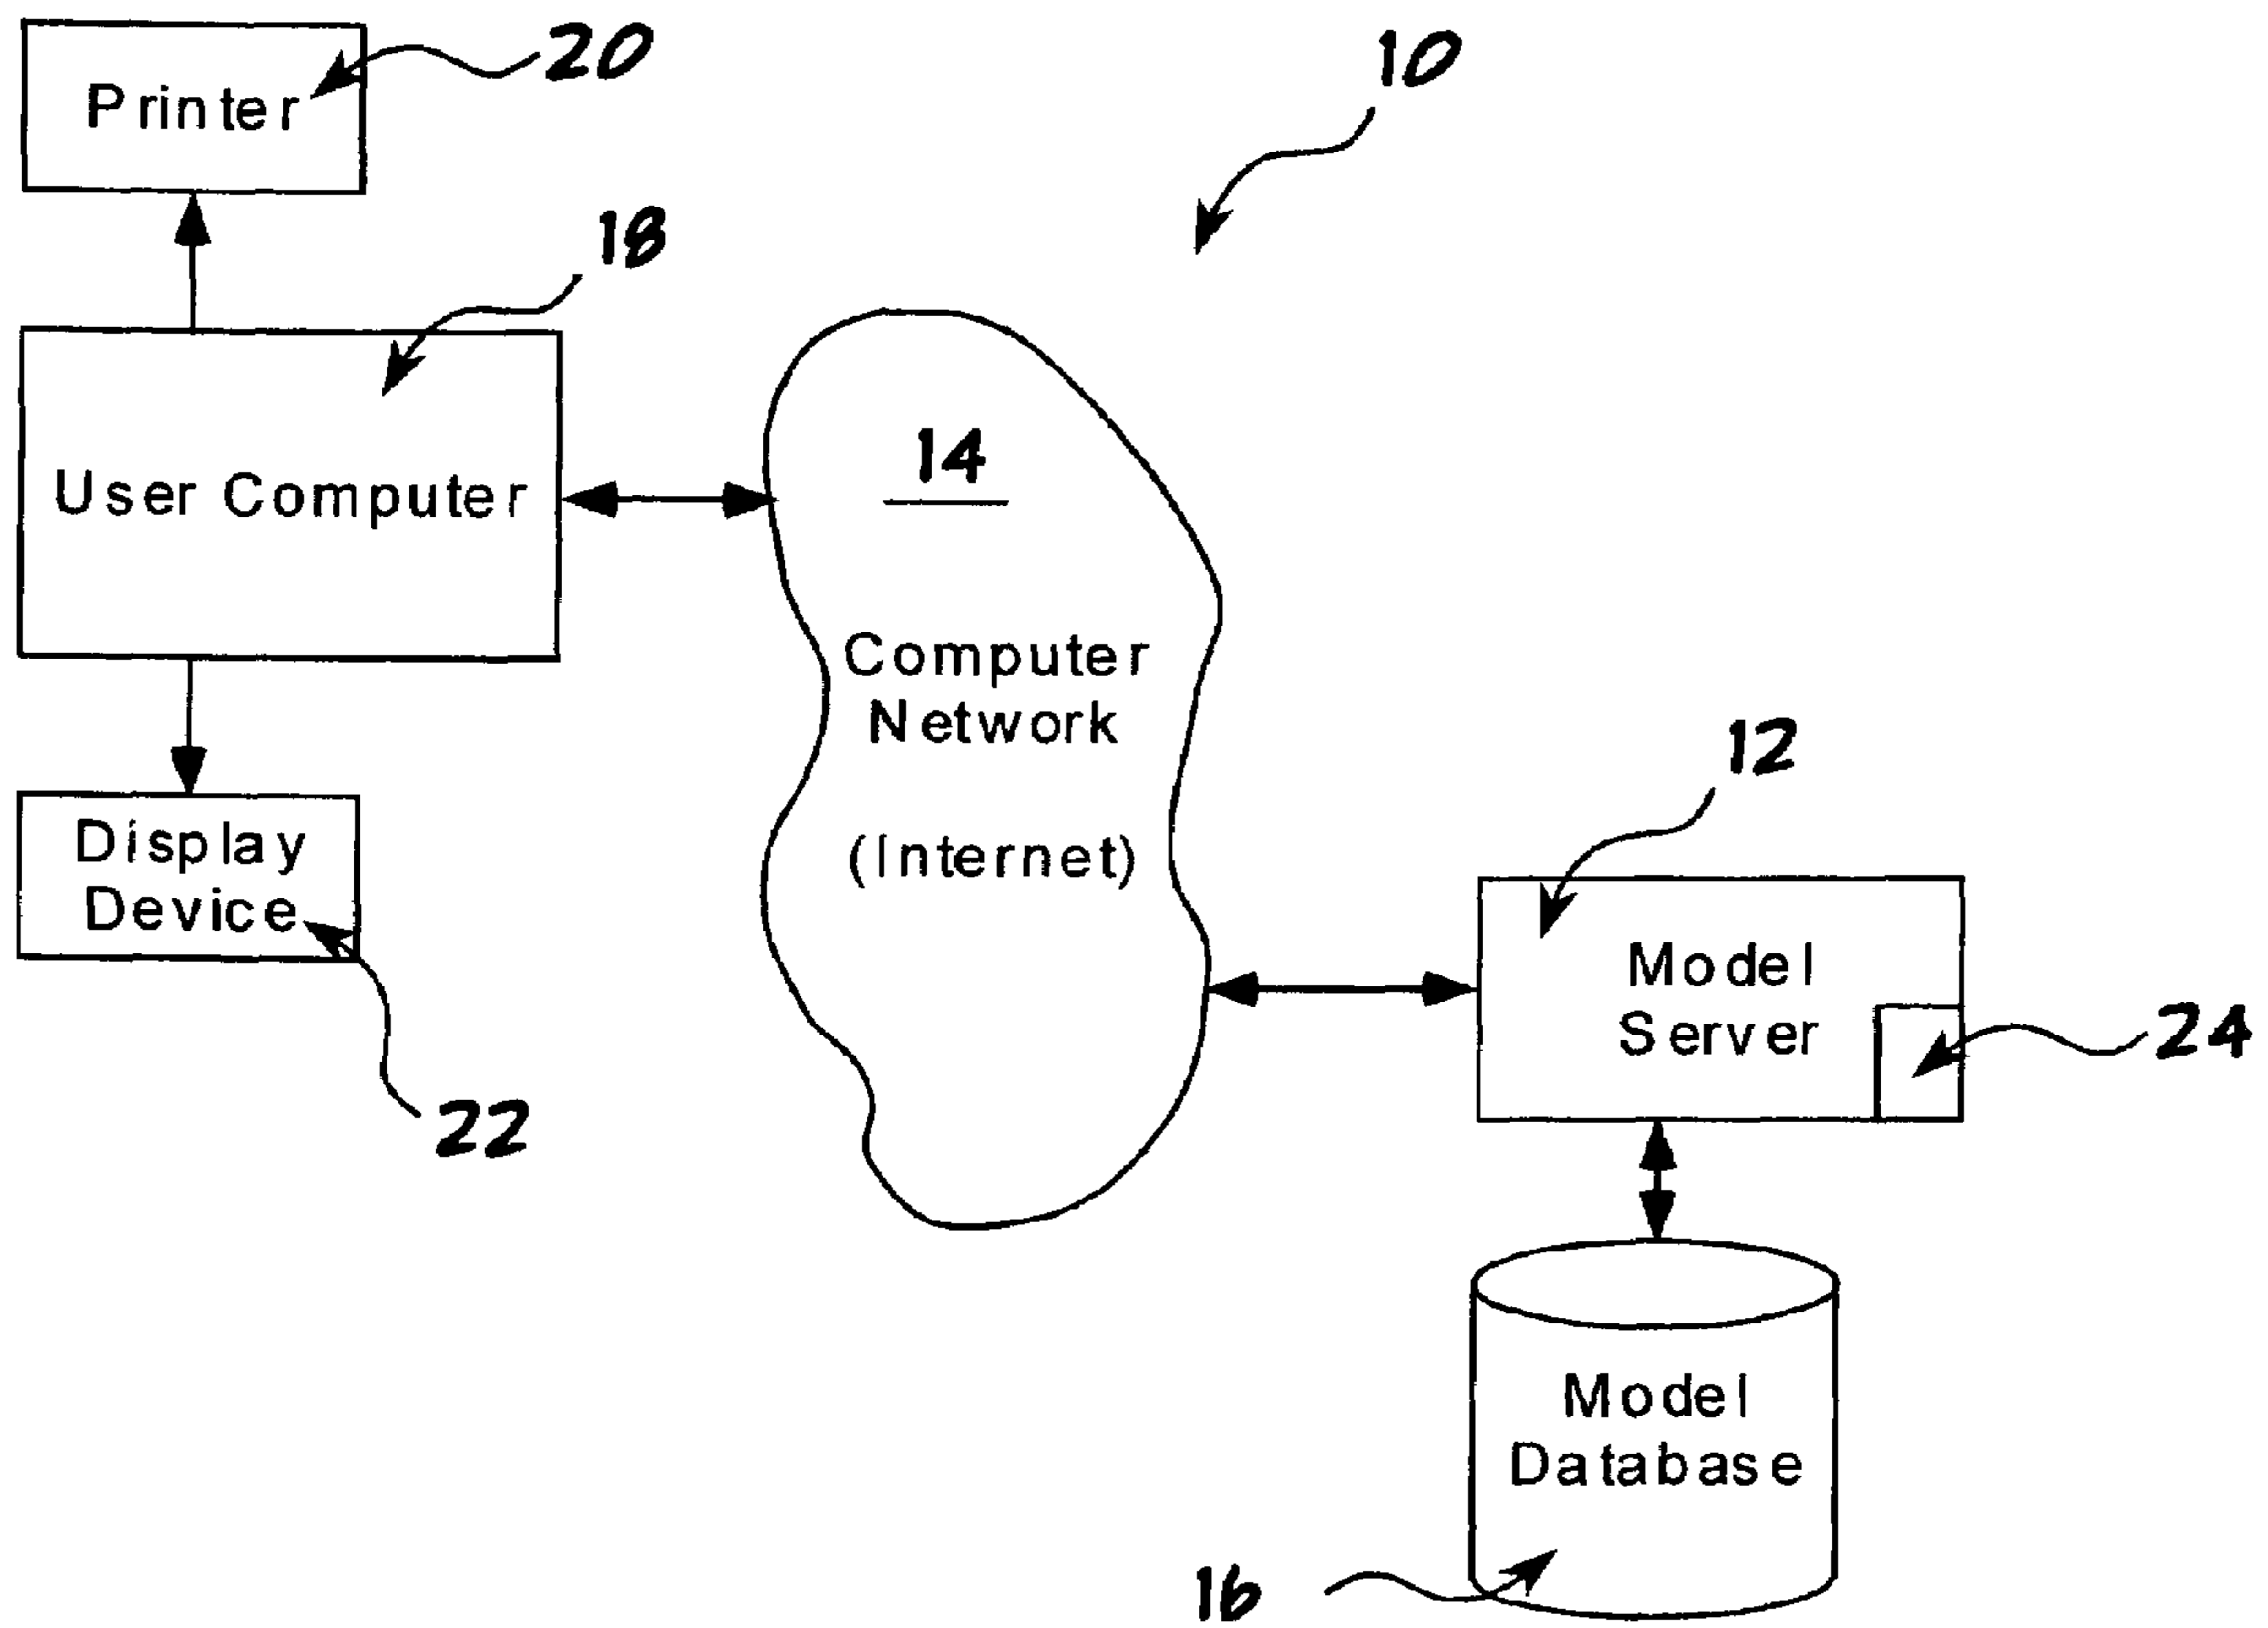 20
Printer
10
18
User Computer
14
Computer
Network
(Internet)
Display
Device
22
12
Model
Server
24
Model
Database
16